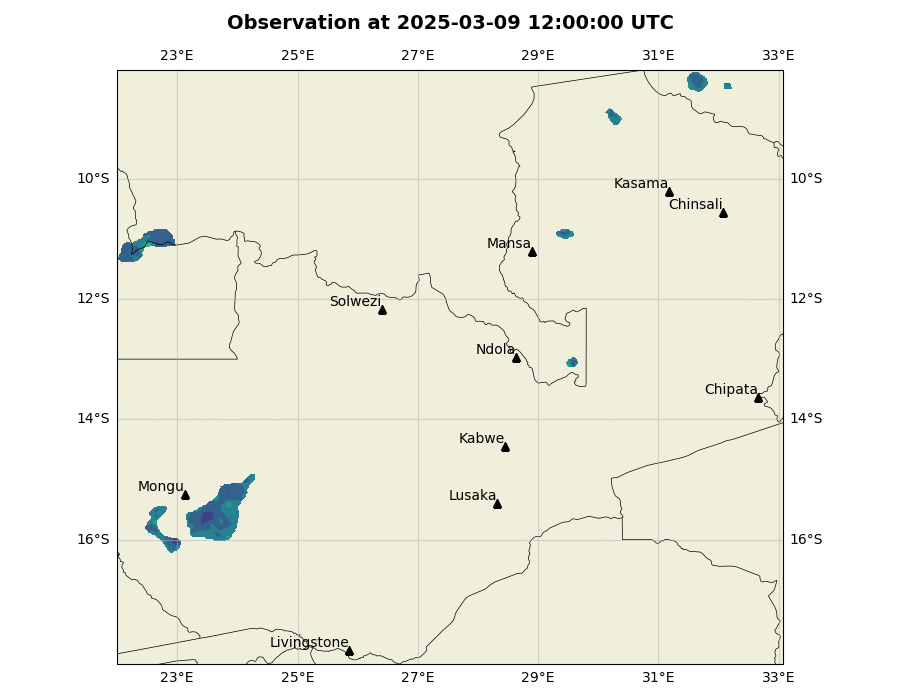 Observation at 2025-03-09 12:00:00 UTC
23°E 25°E 27°E 29°E 31°E 33°E
10°S 10°S
Kasama
Chinsali
Mansa
12°S 12°S
Solwezi
Ndola
Chipata
14°S 14°S
Kabwe
Mongu
Lusaka
16°S 16°S
Livingstone
23°E 25°E 27°E 29°E 31°E 33°E